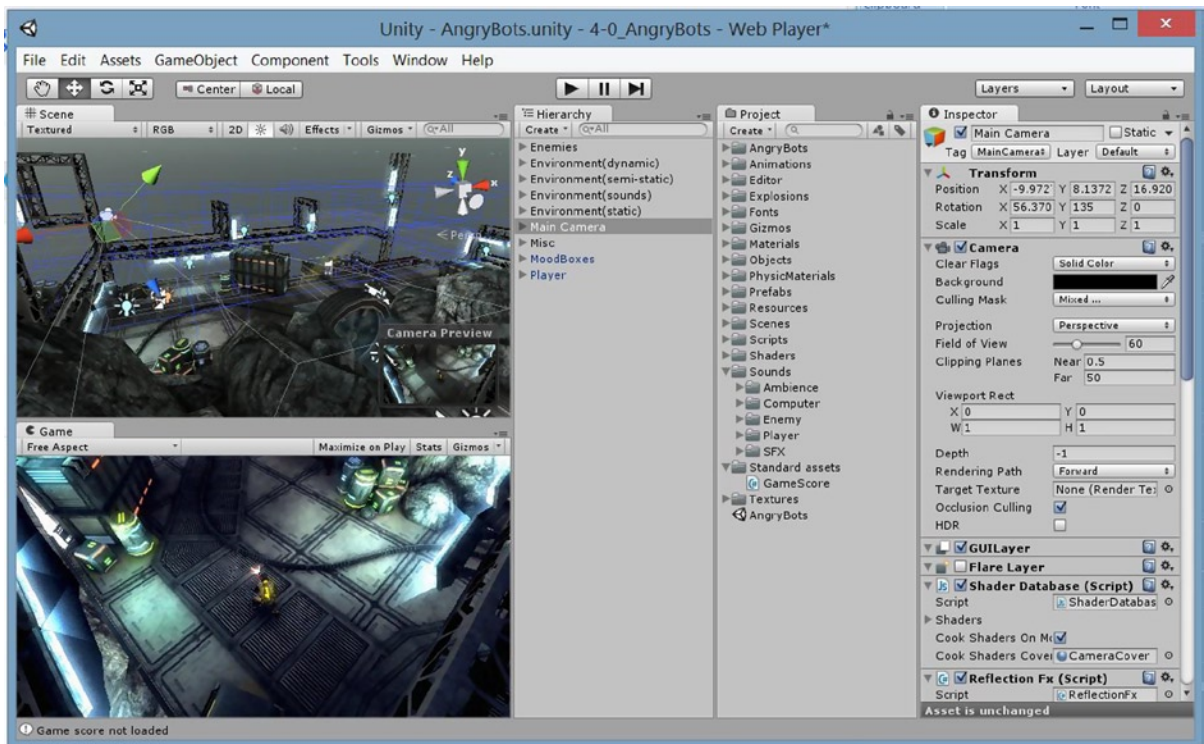 Unity - AngryBots.unity - 4-0_AngryBots - Web Player*
File Edit Assets GameObject Component Tools Window Help
Center Local
Layers Layout
Scene
Textured RGB 2D Effects Gizmos All
y
z x
Persp
Camera Preview
Game
Free Aspect Maximize on Play Stats Gizmos
Hierarchy
Create All
Enemies
Environment(dynamic)
Environment(semi-static)
Environment(sounds)
Environment(static)
Main Camera
Misc
MoodBoxes
Player
Project
Create
AngryBots
Animations
Editor
Explosions
Fonts
Gizmos
Materials
Objects
PhysicMaterials
Prefabs
Resources
Scenes
Scripts
Shaders
Sounds
Ambience
Computer
Enemy
Player
SFX
Standard assets
GameScore
Textures
AngryBots
Inspector
Main Camera Static
Tag MainCamera Layer Default
Transform
Position X -9.972 Y 8.1372 Z 16.920
Rotation X 56.370 Y 135 Z 0
Scale X 1 Y 1 Z 1
Camera
Clear Flags Solid Color
Background
Culling Mask Mixed ...
Projection Perspective
Field of View 60
Clipping Planes Near 0.5
Far 50
Viewport Rect
X 0 Y 0
W 1 H 1
Depth -1
Rendering Path Forward
Target Texture None (Render Te
Occlusion Culling
HDR
GUILayer
Flare Layer
Shader Database (Script)
Script ShaderDatabas
Shaders
Cook Shaders On M
Cook Shaders Cove CameraCover
Reflection Fx (Script)
Script ReflectionFx
Asset is unchanged
Game score not loaded